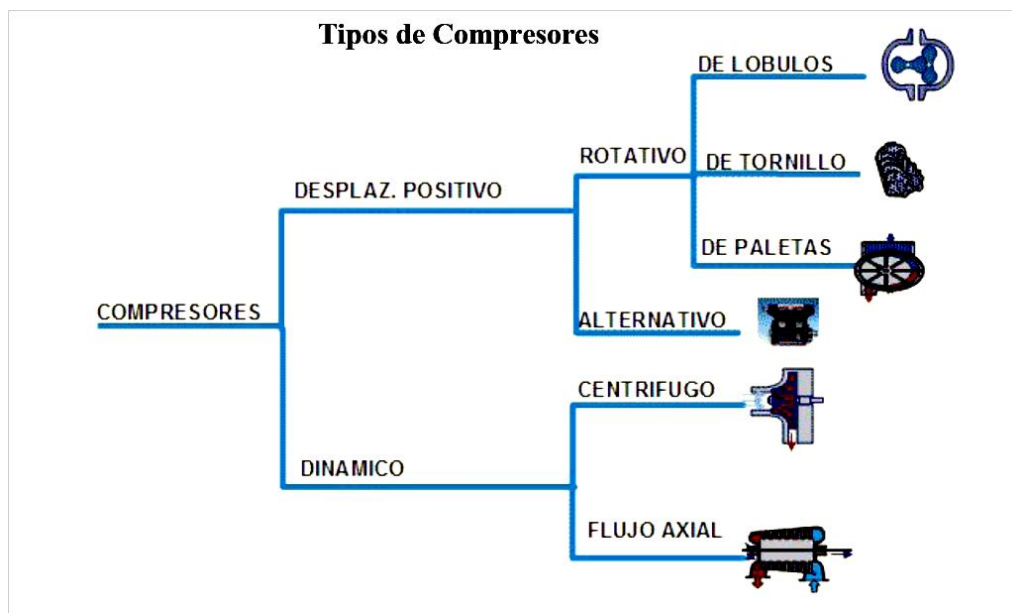 Tipos de Compresores
DE LOBULOS
ROTATIVO
DE TORNILLO
DESPLAZ. POSITIVO
DE PALETAS
COMPRESORES
ALTERNATIVO
CENTRIFUGO
DINAMICO
FLUJO AXIAL